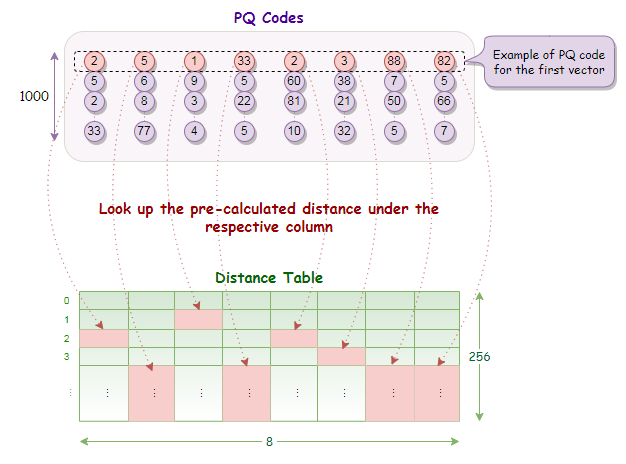 PQ Codes
2 5 1 33 2 3 88 82 2
Example of PQ code
for the first vector
5 6 9 5 60 38 7 5
1000
2 8 3 22 81 21 50 66
33 77 4 5 10 32 5 7
Look up the pre-calculated distance under the
respective column
Distance Table
0
1
2
3
256
⋮ ⋮ ⋮ ⋮ ⋮ ⋮ ⋮ ⋮ ⋮
8